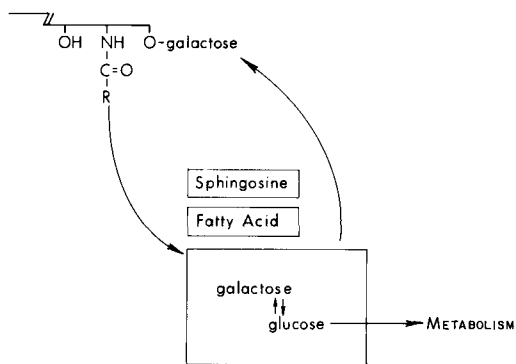 OH NH O-galactose
C=O
R
Sphingosine
Fatty Acid
galactose
glucose
METABOLISM